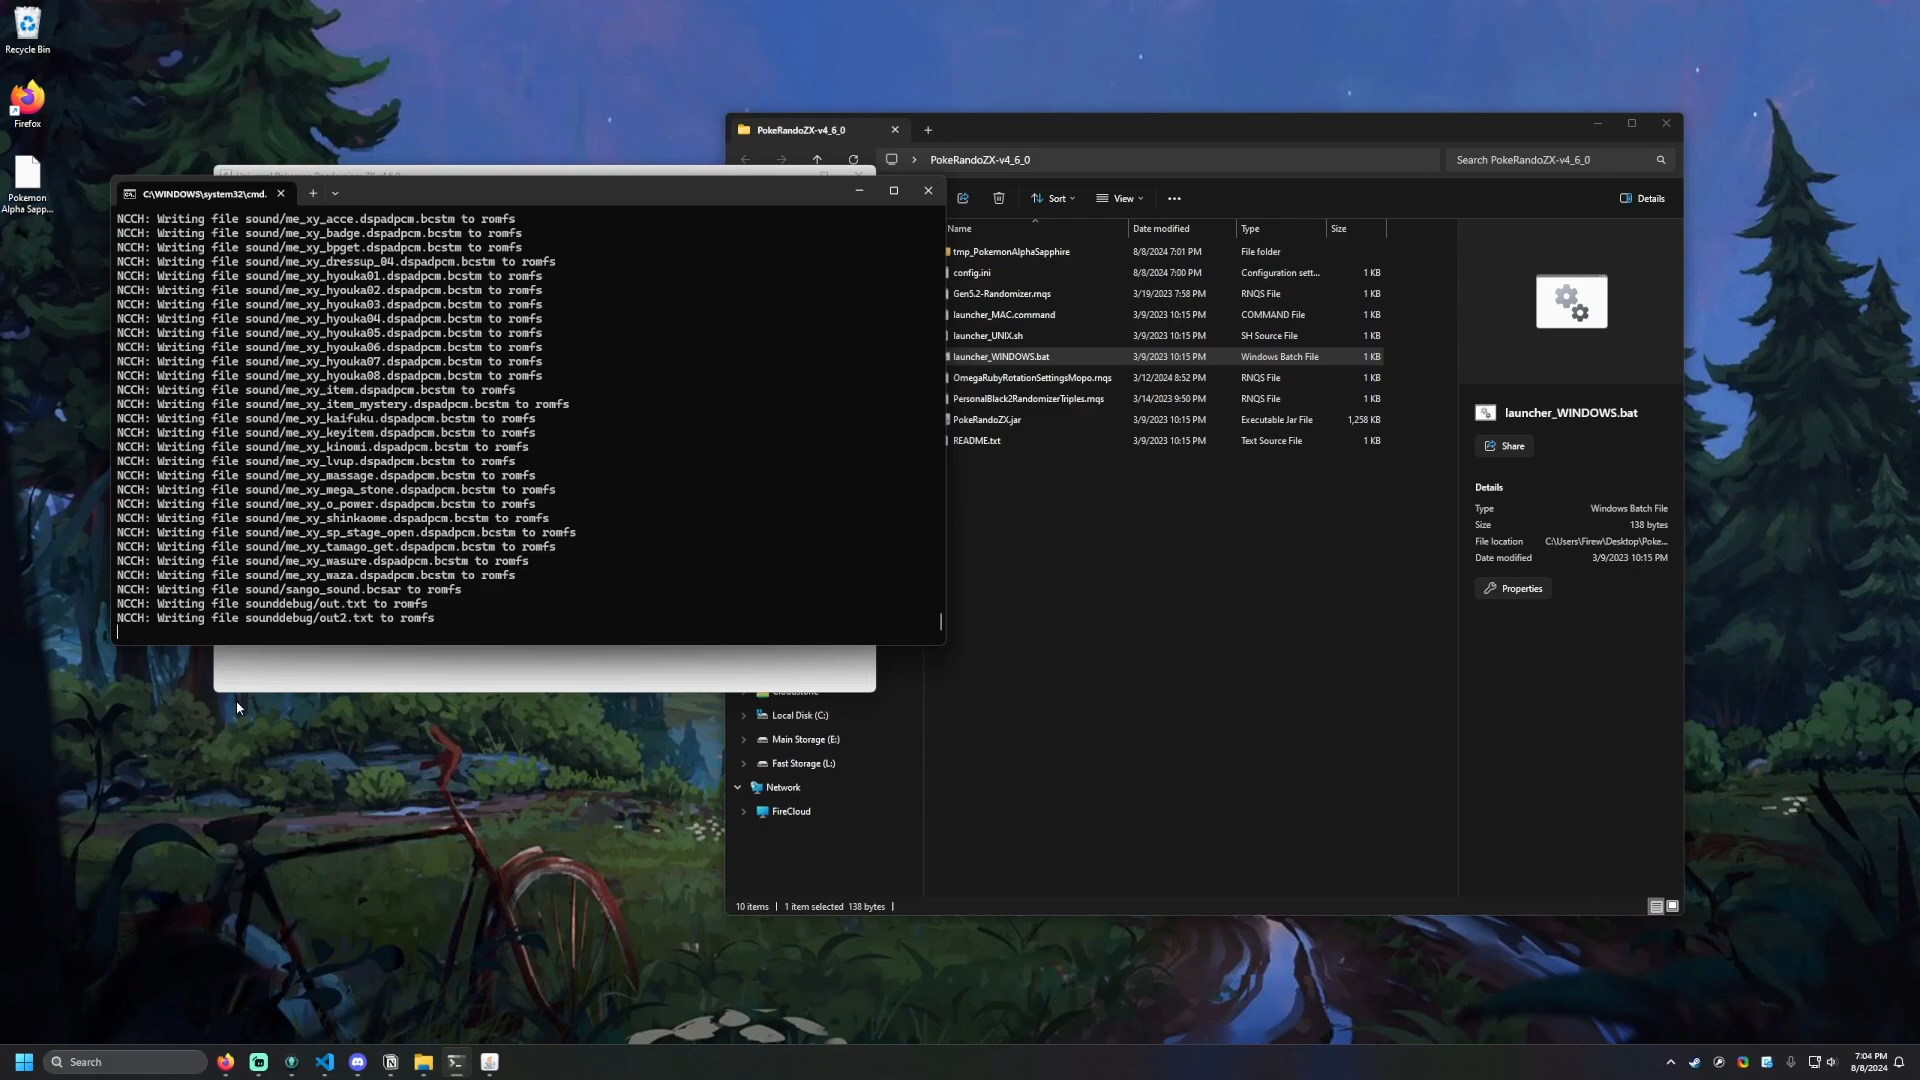 Recycle Bin
Firefox
Pokemon
Alpha Sapp...
C:\WINDOWS\system32\cmd.
NCCH: Writing file sound/me_xy_acce.dspadpcm.bcstm to romfs
NCCH: Writing file sound/me_xy_badge.dspadpcm.bcstm to romfs
NCCH: Writing file sound/me_xy_bpget.dspadpcm.bcstm to romfs
NCCH: Writing file sound/me_xy_dressup_04.dspadpcm.bcstm to romfs
NCCH: Writing file sound/me_xy_hyouka01.dspadpcm.bcstm to romfs
NCCH: Writing file sound/me_xy_hyouka02.dspadpcm.bcstm to romfs
NCCH: Writing file sound/me_xy_hyouka03.dspadpcm.bcstm to romfs
NCCH: Writing file sound/me_xy_hyouka04.dspadpcm.bcstm to romfs
NCCH: Writing file sound/me_xy_hyouka05.dspadpcm.bcstm to romfs
NCCH: Writing file sound/me_xy_hyouka06.dspadpcm.bcstm to romfs
NCCH: Writing file sound/me_xy_hyouka07.dspadpcm.bcstm to romfs
NCCH: Writing file sound/me_xy_hyouka08.dspadpcm.bcstm to romfs
NCCH: Writing file sound/me_xy_item.dspadpcm.bcstm to romfs
NCCH: Writing file sound/me_xy_item_mystery.dspadpcm.bcstm to romfs
NCCH: Writing file sound/me_xy_kaifuku.dspadpcm.bcstm to romfs
NCCH: Writing file sound/me_xy_keyitem.dspadpcm.bcstm to romfs
NCCH: Writing file sound/me_xy_kinomi.dspadpcm.bcstm to romfs
NCCH: Writing file sound/me_xy_lvup.dspadpcm.bcstm to romfs
NCCH: Writing file sound/me_xy_massage.dspadpcm.bcstm to romfs
NCCH: Writing file sound/me_xy_mega_stone.dspadpcm.bcstm to romfs
NCCH: Writing file sound/me_xy_o_power.dspadpcm.bcstm to romfs
NCCH: Writing file sound/me_xy_shinkaome.dspadpcm.bcstm to romfs
NCCH: Writing file sound/me_xy_sp_stage_open.dspadpcm.bcstm to romfs
NCCH: Writing file sound/me_xy_tamago_get.dspadpcm.bcstm to romfs
NCCH: Writing file sound/me_xy_wasure.dspadpcm.bcstm to romfs
NCCH: Writing file sound/me_xy_waza.dspadpcm.bcstm to romfs
NCCH: Writing file sound/sango_sound.bcsar to romfs
NCCH: Writing file sounddebug/out.txt to romfs
NCCH: Writing file sounddebug/out2.txt to romfs
PokeRandoZX-v4_6_0
PokeRandoZX-v4_6_0 Search PokeRandoZX-v4_6_0
Sort View Details
Name Date modified Type Size
tmp_PokemonAlphaSapphire 8/8/2024 7:01 PM File folder
config.ini 8/8/2024 7:00 PM Configuration sett... 1 KB
Gen5.2-Randomizer.rnqs 3/19/2023 7:58 PM RNQS File 1 KB
launcher_MAC.command 3/9/2023 10:15 PM COMMAND File 1 KB
launcher_UNIX.sh 3/9/2023 10:15 PM SH Source File 1 KB
launcher_WINDOWS.bat 3/9/2023 10:15 PM Windows Batch File 1 KB
OmegaRubyRotationSettingsMopo.rnqs 3/12/2024 8:52 PM RNQS File 1 KB
PersonalBlack2RandomizerTriples.rnqs 3/14/2023 9:50 PM RNQS File 1 KB
PokeRandoZX.jar 3/9/2023 10:15 PM Executable Jar File 1,258 KB
README.txt 3/9/2023 10:15 PM Text Source File 1 KB
Local Disk (C:)
Main Storage (E:)
Fast Storage (L:)
Network
FireCloud
launcher_WINDOWS.bat
Share
Details
Type Windows Batch File
Size 138 bytes
File location C:\Users\Firew\Desktop\Poke...
Date modified 3/9/2023 10:15 PM
Properties
10 items 1 item selected 138 bytes
Search
7:04 PM
8/8/2024